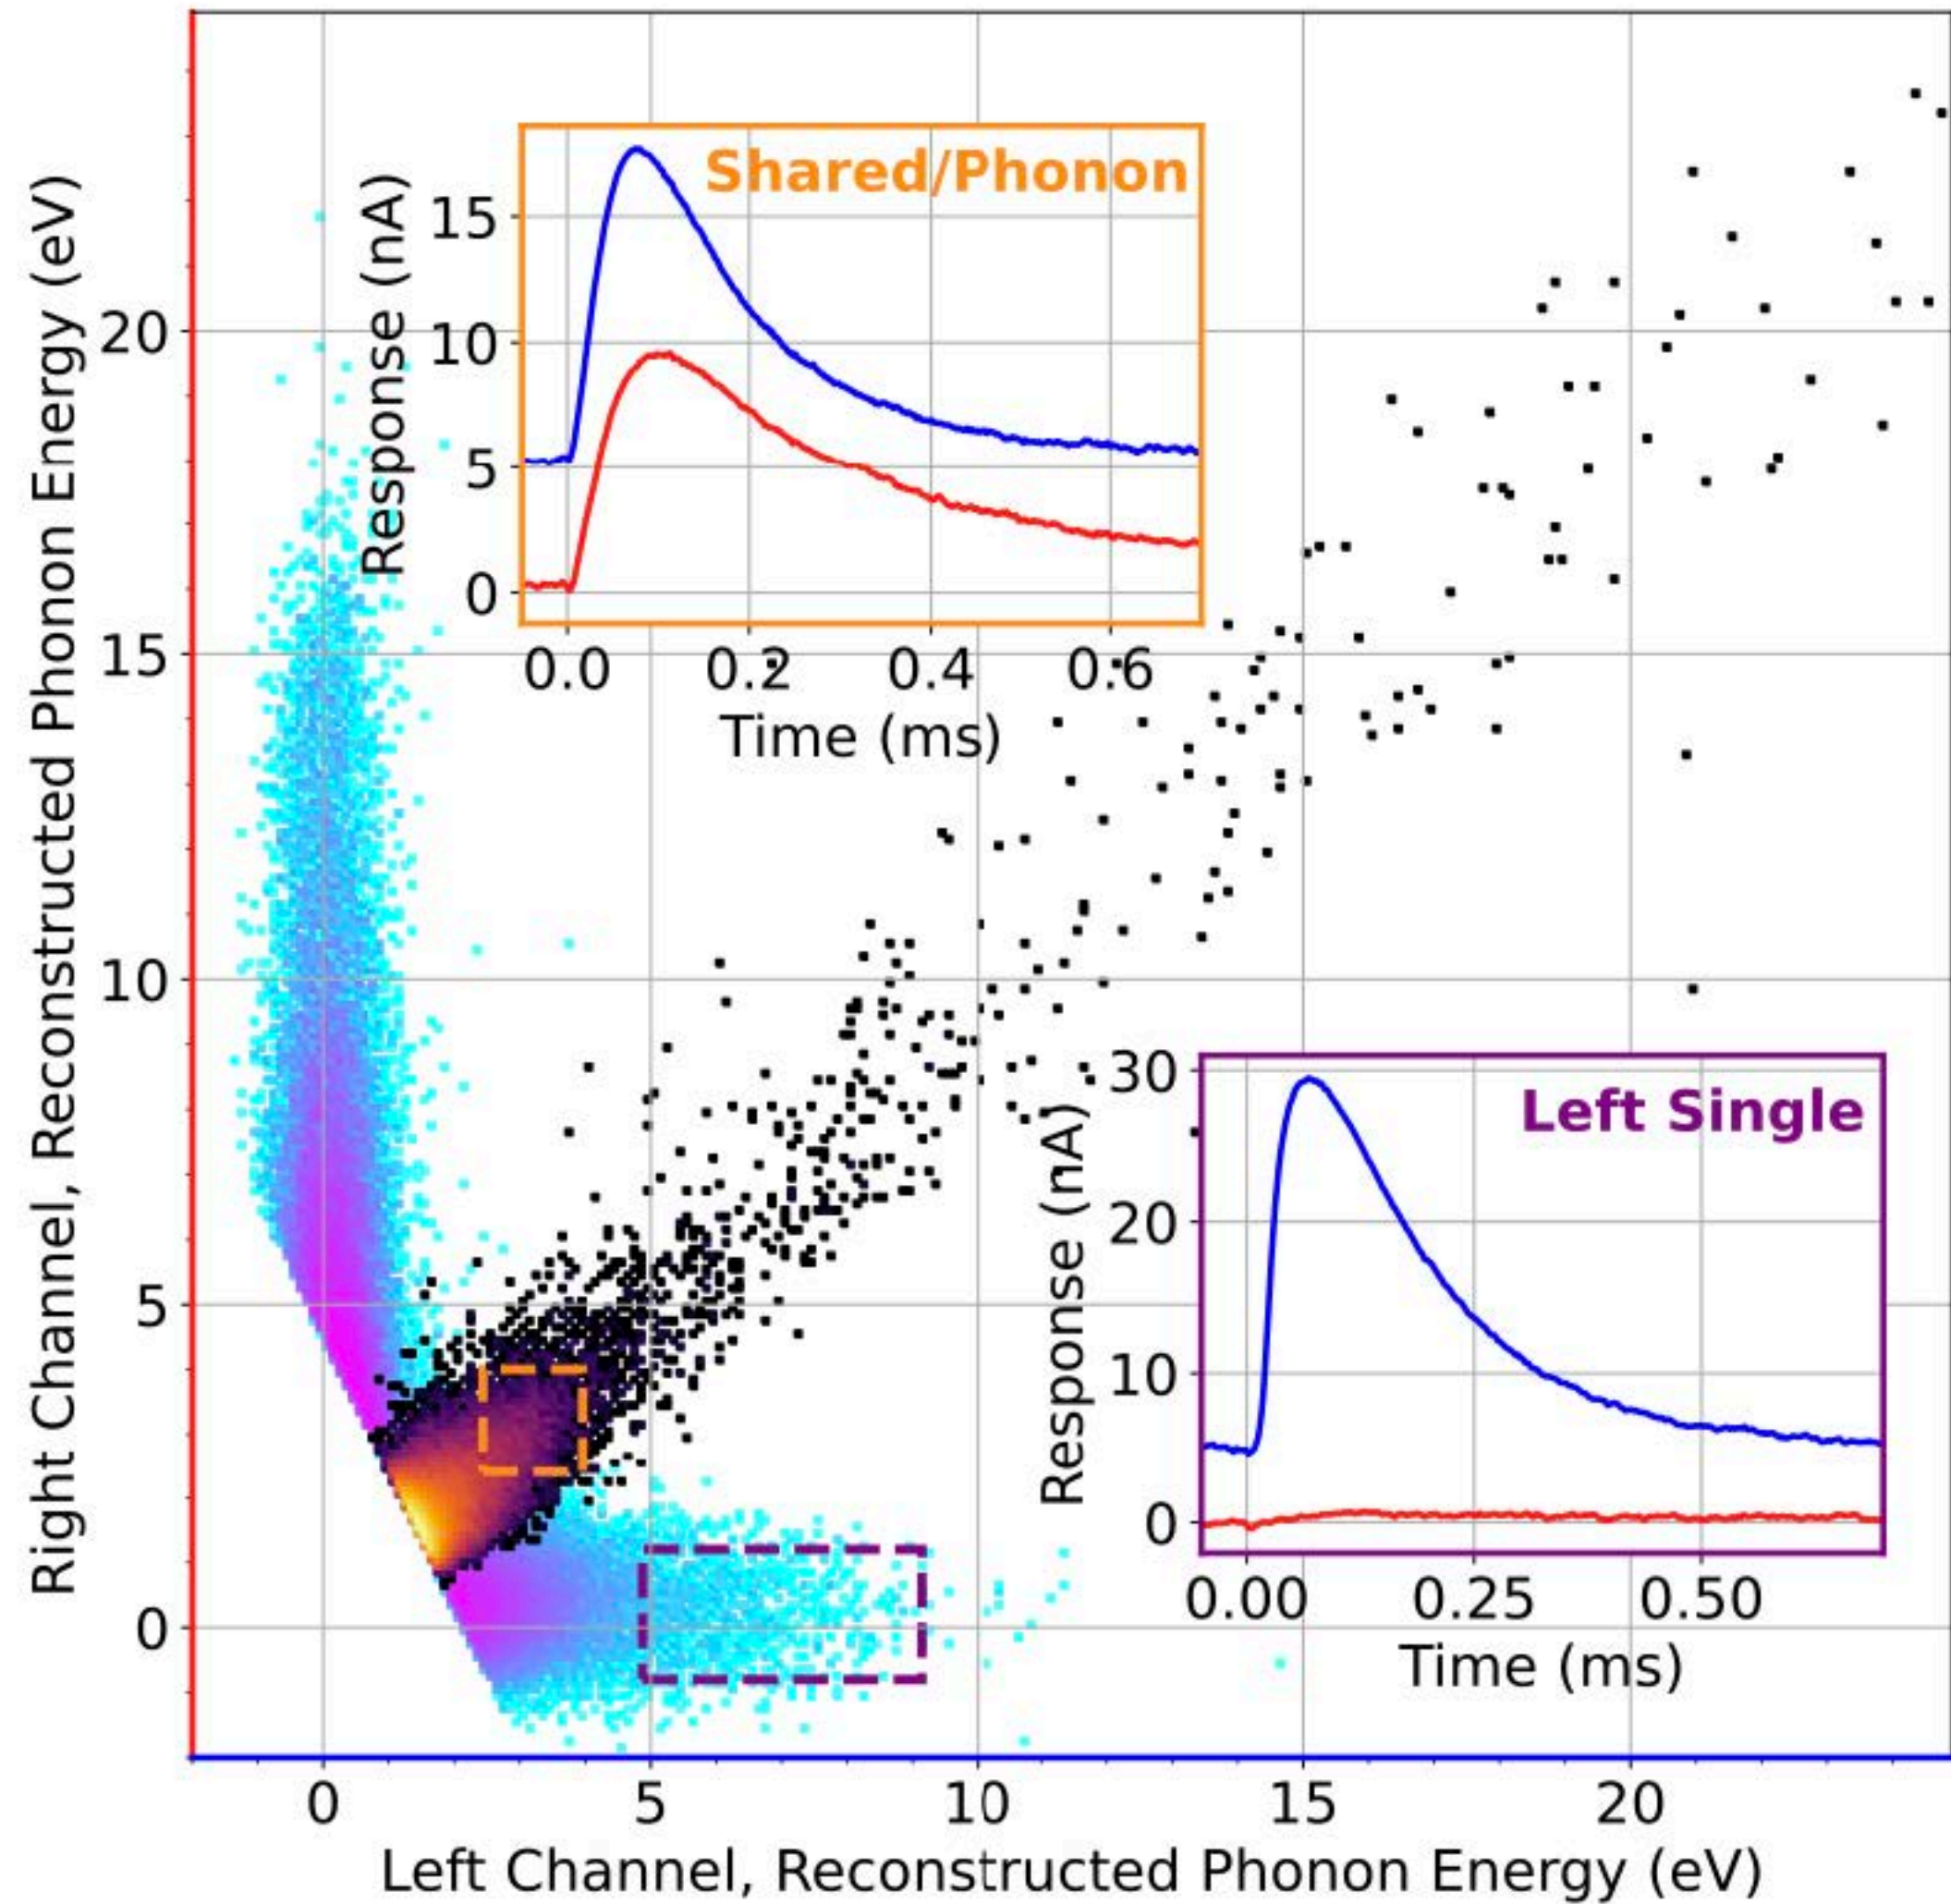 Right Channel, Reconstructed Phonon Energy (eV)
20
15
10
5
0
Shared/Phonon
Response (nA)
15
10
5
0
0.0 0.2 0.4 0.6
Time (ms)
Left Single
Response (nA)
30
20
10
0
0.00 0.25 0.50
Time (ms)
0 5 10 15 20
Left Channel, Reconstructed Phonon Energy (eV)